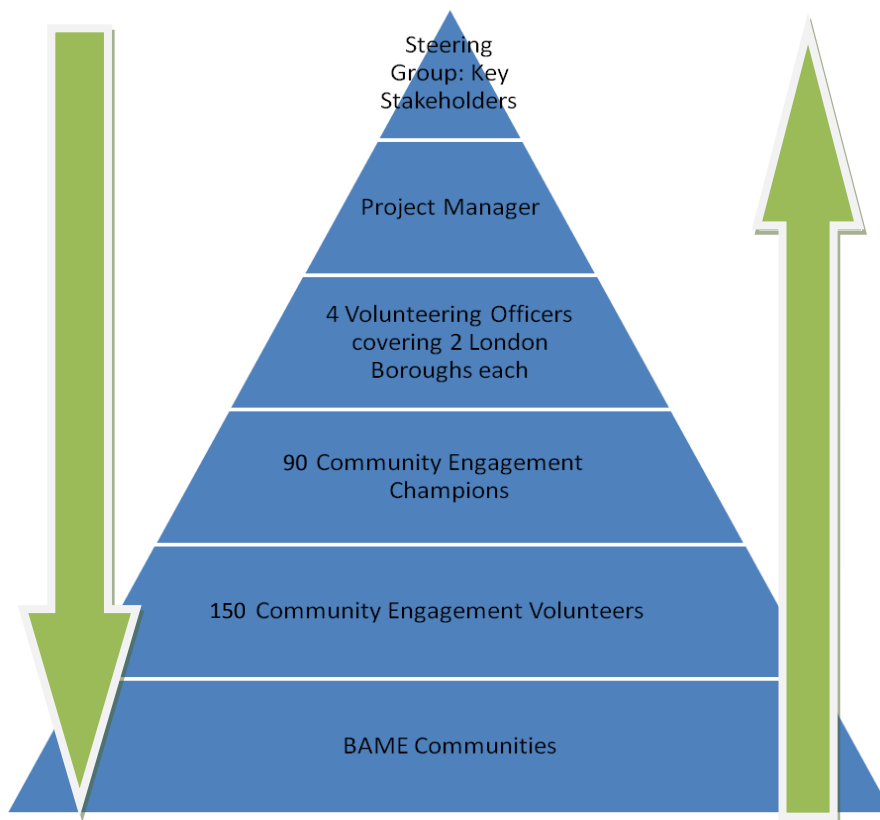 Steering
Group: Key
Stakeholders
Project Manager
4 Volunteering Officers
covering 2 London
Boroughs each
90 Community Engagement
Champions
150 Community Engagement Volunteers
BAME Communities